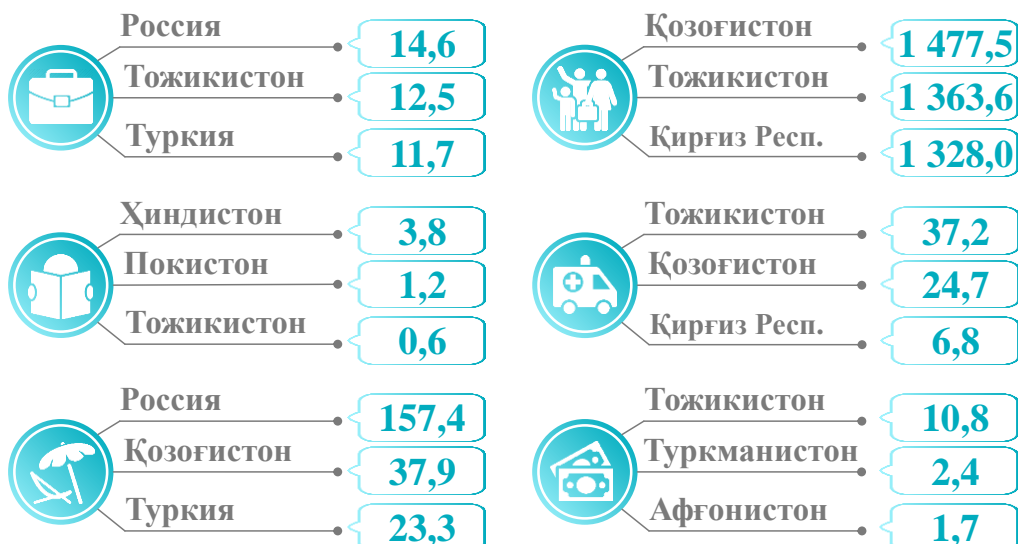 Россия 14,6
Тожикистон 12,5
Туркия 11,7
Қозоғистон 1 477,5
Тожикистон 1 363,6
Қирғиз Респ. 1 328,0
Ҳиндистон 3,8
Покистон 1,2
Тожикистон 0,6
Тожикистон 37,2
Қозоғистон 24,7
Қирғиз Респ. 6,8
Россия 157,4
Қозоғистон 37,9
Туркия 23,3
Тожикистон 10,8
Туркманистон 2,4
Афғонистон 1,7